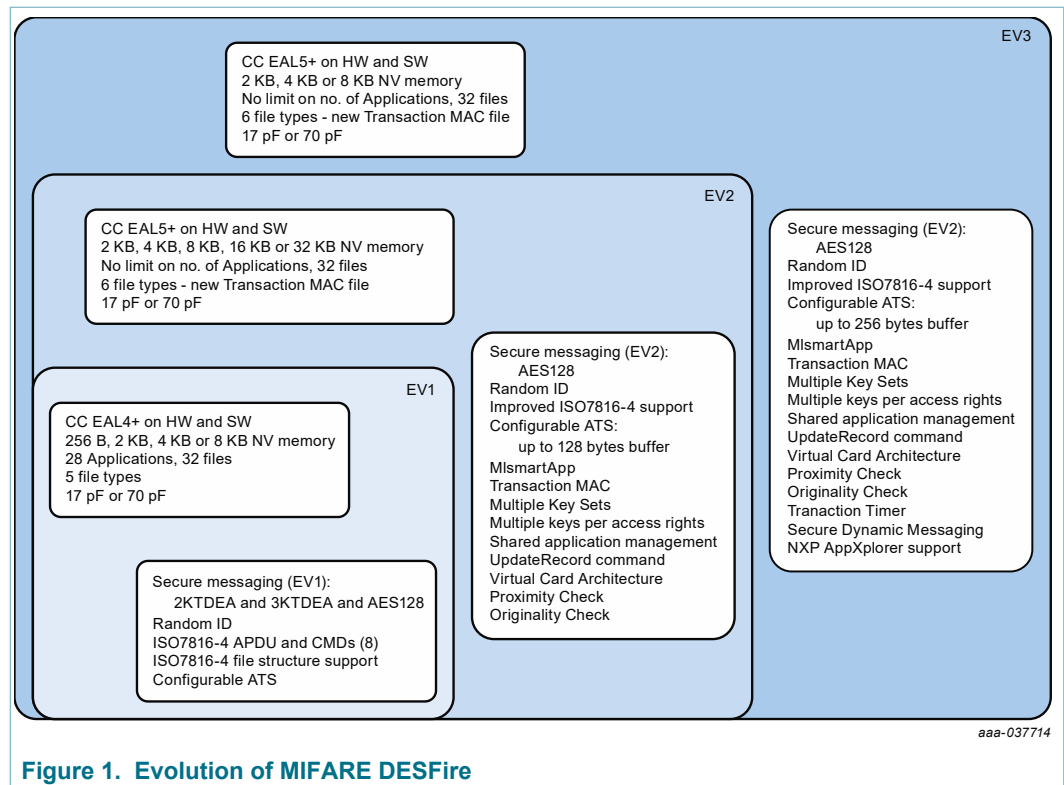 EV3
CC EAL5+ on HW and SW
2 KB, 4 KB or 8 KB NV memory
No limit on no. of Applications, 32 files
6 file types - new Transaction MAC file
17 pF or 70 pF
EV2
CC EAL5+ on HW and SW
2 KB, 4 KB, 8 KB, 16 KB or 32 KB NV memory
No limit on no. of Applications, 32 files
6 file types - new Transaction MAC file
17 pF or 70 pF
EV1
CC EAL4+ on HW and SW
256 B, 2 KB, 4 KB or 8 KB NV memory
28 Applications, 32 files
5 file types
17 pF or 70 pF
Secure messaging (EV1):
2KTDEA and 3KTDEA and AES128
Random ID
ISO7816-4 APDU and CMDs (8)
ISO7816-4 file structure support
Configurable ATS
Secure messaging (EV2):
AES128
Random ID
Improved ISO7816-4 support
Configurable ATS:
up to 128 bytes buffer
MIsmartApp
Transaction MAC
Multiple Key Sets
Multiple keys per access rights
Shared application management
UpdateRecord command
Virtual Card Architecture
Proximity Check
Originality Check
Secure messaging (EV2):
AES128
Random ID
Improved ISO7816-4 support
Configurable ATS:
up to 256 bytes buffer
MIsmartApp
Transaction MAC
Multiple Key Sets
Multiple keys per access rights
Shared application management
UpdateRecord command
Virtual Card Architecture
Proximity Check
Originality Check
Tranaction Timer
Secure Dynamic Messaging
NXP AppXplorer support
aaa-037714
Figure 1. Evolution of MIFARE DESFire